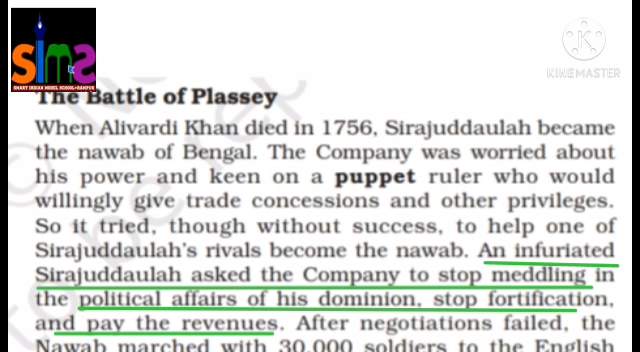 SIMS
SMART INDIAN MODEL SCHOOL RAMPUR
KINEMASTER
The Battle of Plassey
When Alivardi Khan died in 1756, Sirajuddaulah became
the nawab of Bengal. The Company was worried about
his power and keen on a puppet ruler who would
willingly give trade concessions and other privileges.
So it tried, though without success, to help one of
Sirajuddaulah's rivals become the nawab. An infuriated
Sirajuddaulah asked the Company to stop meddling in
the political affairs of his dominion, stop fortification,
and pay the revenues. After negotiations failed, the
Nawab marched with 30,000 soldiers to the English